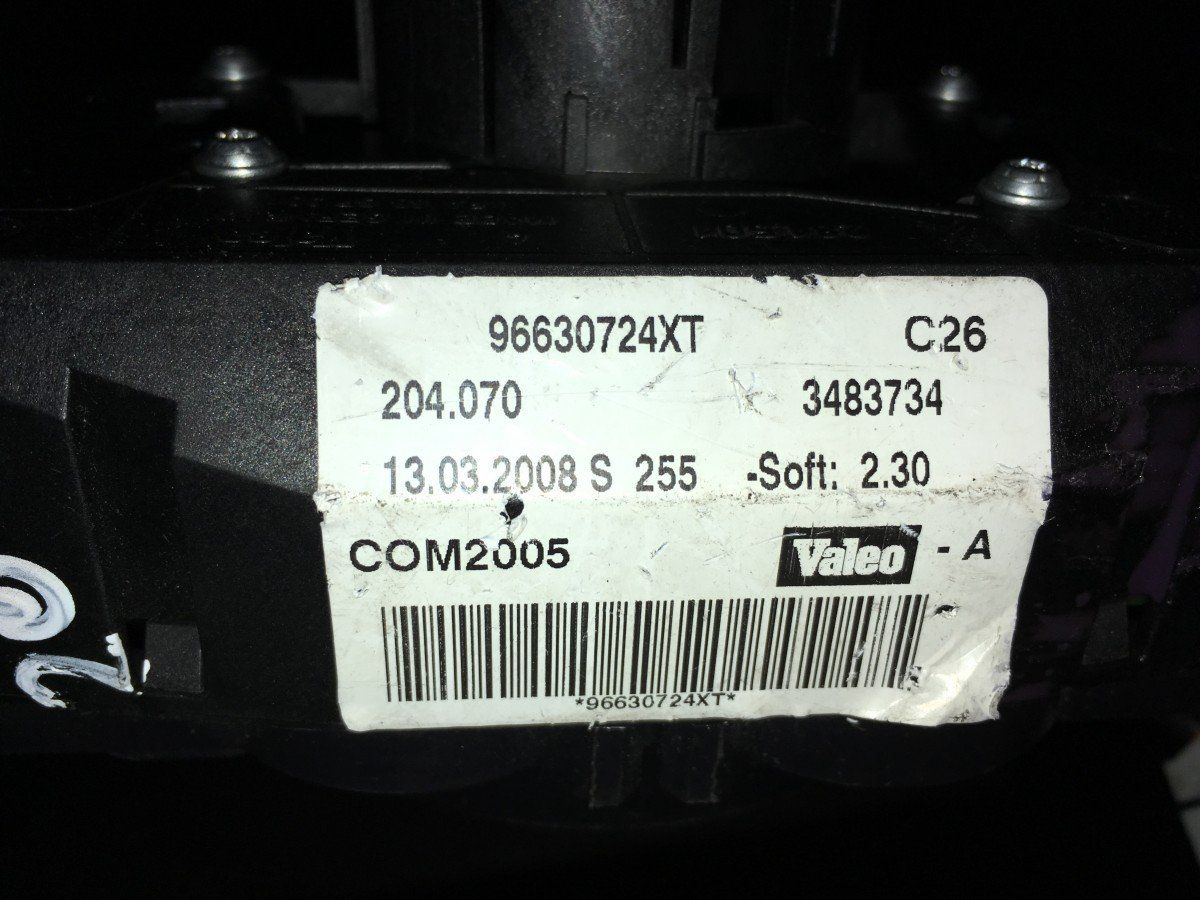 96630724XT C26
204.070 3483734
13.03.2008 S 255 -Soft: 2.30
COM2005 Valeo - A
*96630724XT*